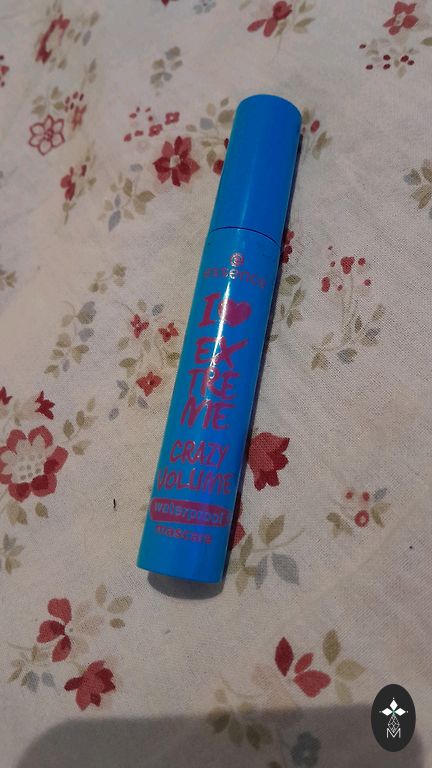 essence
I ♥
EX
TRE
ME
CRAZY
VOLUME
waterproof
mascara
M